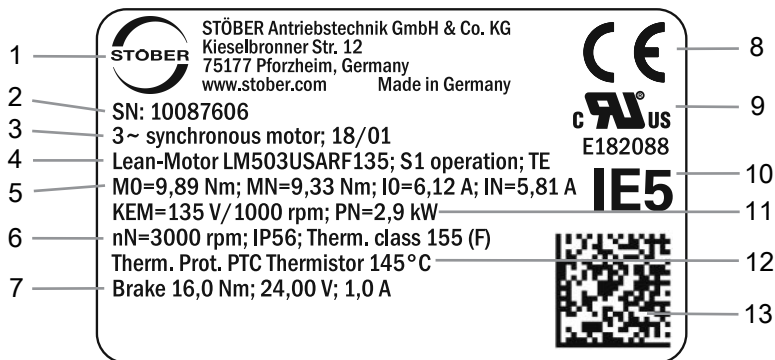 STÖBER
STÖBER Antriebstechnik GmbH & Co. KG
Kieselbronner Str. 12
75177 Pforzheim, Germany
www.stober.com Made in Germany
SN: 10087606
3~ synchronous motor; 18/01
Lean-Motor LM503USARF135; S1 operation; TE
M0=9,89 Nm; MN=9,33 Nm; I0=6,12 A; IN=5,81 A
KEM=135 V/1000 rpm; PN=2,9 kW
nN=3000 rpm; IP56; Therm. class 155 (F)
Therm. Prot. PTC Thermistor 145°C
Brake 16,0 Nm; 24,00 V; 1,0 A
CE
c RU® US
E182088
IE5
1
2
3
4
5
6
7
8
9
10
11
12
13